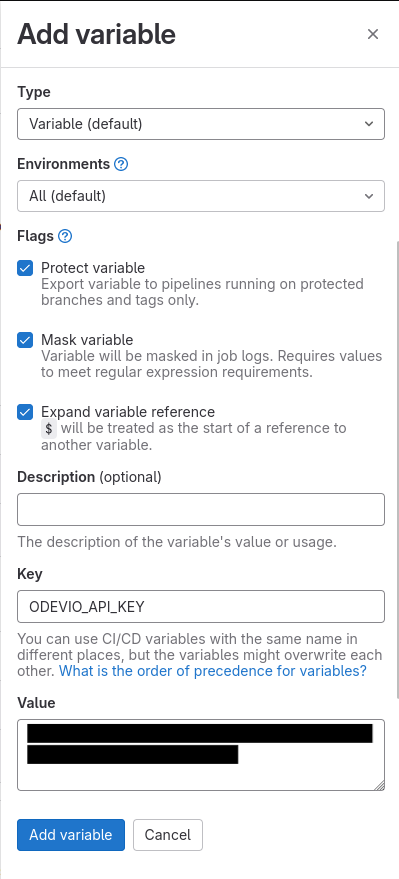 Add variable
Type
Variable (default)
Environments
All (default)
Flags
Protect variable
Export variable to pipelines running on protected
branches and tags only.
Mask variable
Variable will be masked in job logs. Requires values
to meet regular expression requirements.
Expand variable reference
$ will be treated as the start of a reference to
another variable.
Description (optional)
The description of the variable's value or usage.
Key
ODEVIO_API_KEY
You can use CI/CD variables with the same name in
different places, but the variables might overwrite each
other. What is the order of precedence for variables?
Value
Add variable
Cancel